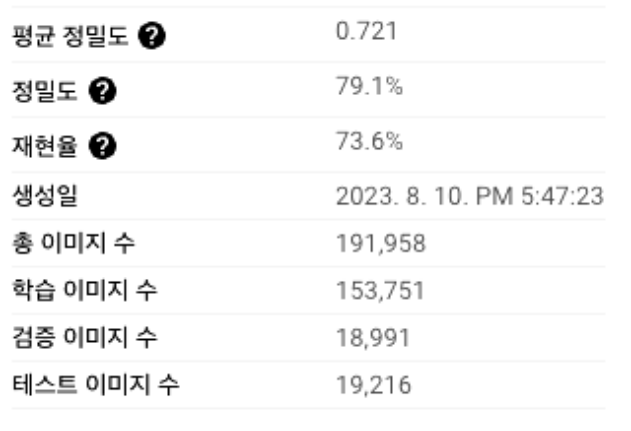 평균 정밀도 ? 0.721
정밀도 ? 79.1%
재현율 ? 73.6%
생성일 2023. 8. 10. PM 5:47:23
총 이미지 수 191,958
학습 이미지 수 153,751
검증 이미지 수 18,991
테스트 이미지 수 19,216